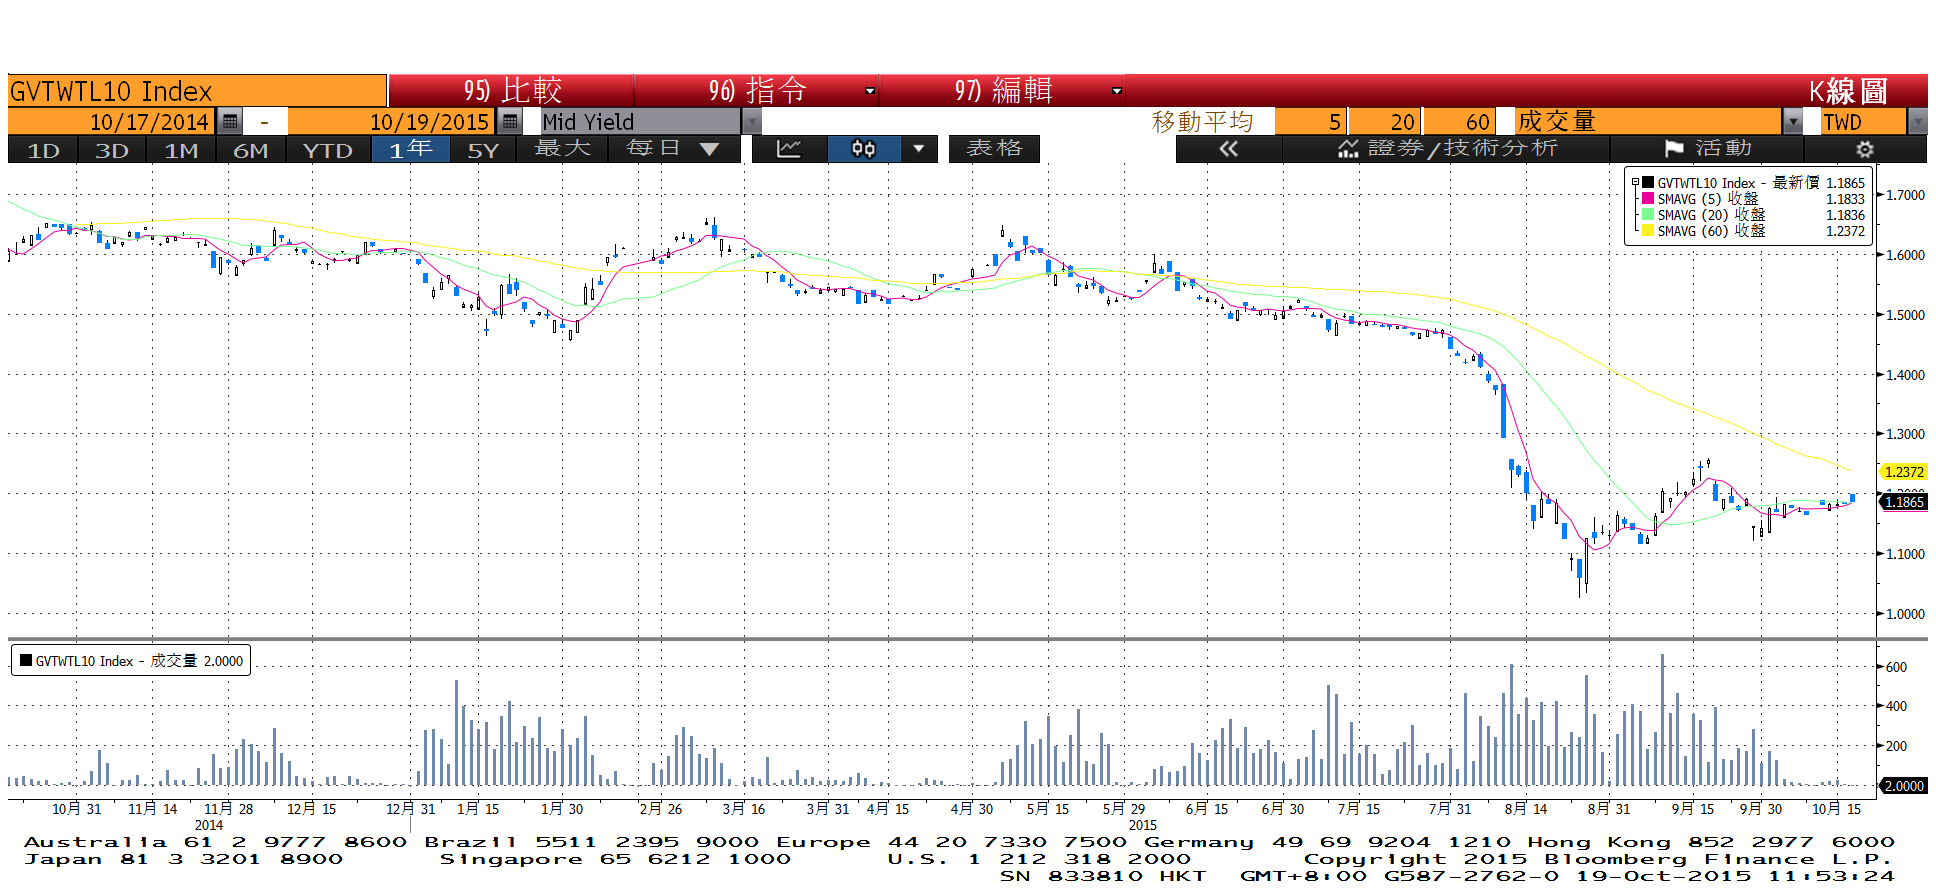 GVTWTL10 Index 95) 比較 96) 指令 97) 編輯 K線圖
10/17/2014 - 10/19/2015 Mid Yield 移動平均 5 20 60 成交量 TWD
1D 3D 1M 6M YTD 1年 5Y 最大 每日 ▼ 表格 « 證券/技術分析 活動
GVTWTL10 Index - 最新價 1.1865
SMAVG (5) 收盤 1.1833
SMAVG (20) 收盤 1.1836
SMAVG (60) 收盤 1.2372
1.7000
1.6000
1.5000
1.4000
1.3000
1.2372
1.1865
1.1000
1.0000
GVTWTL10 Index - 成交量 2.0000
600
400
200
2.0000
10月 31 11月 14 11月 28 12月 15 12月 31 1月 15 1月 30 2月 26 3月 16 3月 31 4月 15 4月 30 5月 15 5月 29 6月 15 6月 30 7月 15 7月 31 8月 14 8月 31 9月 15 9月 30 10月 15
2014 2015
Australia 61 2 9777 8600 Brazil 5511 2395 9000 Europe 44 20 7330 7500 Germany 49 69 9204 1210 Hong Kong 852 2977 6000
Japan 81 3 3201 8900 Singapore 65 6212 1000 U.S. 1 212 318 2000 Copyright 2015 Bloomberg Finance L.P.
SN 833810 HKT GMT+8:00 G587-2762-0 19-Oct-2015 11:53:24